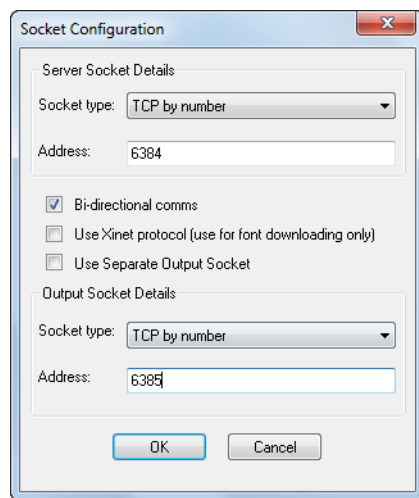 Socket Configuration
Server Socket Details
Socket type: TCP by number
Address: 6384
Bi-directional comms
Use Xinet protocol (use for font downloading only)
Use Separate Output Socket
Output Socket Details
Socket type: TCP by number
Address: 6385
OK Cancel